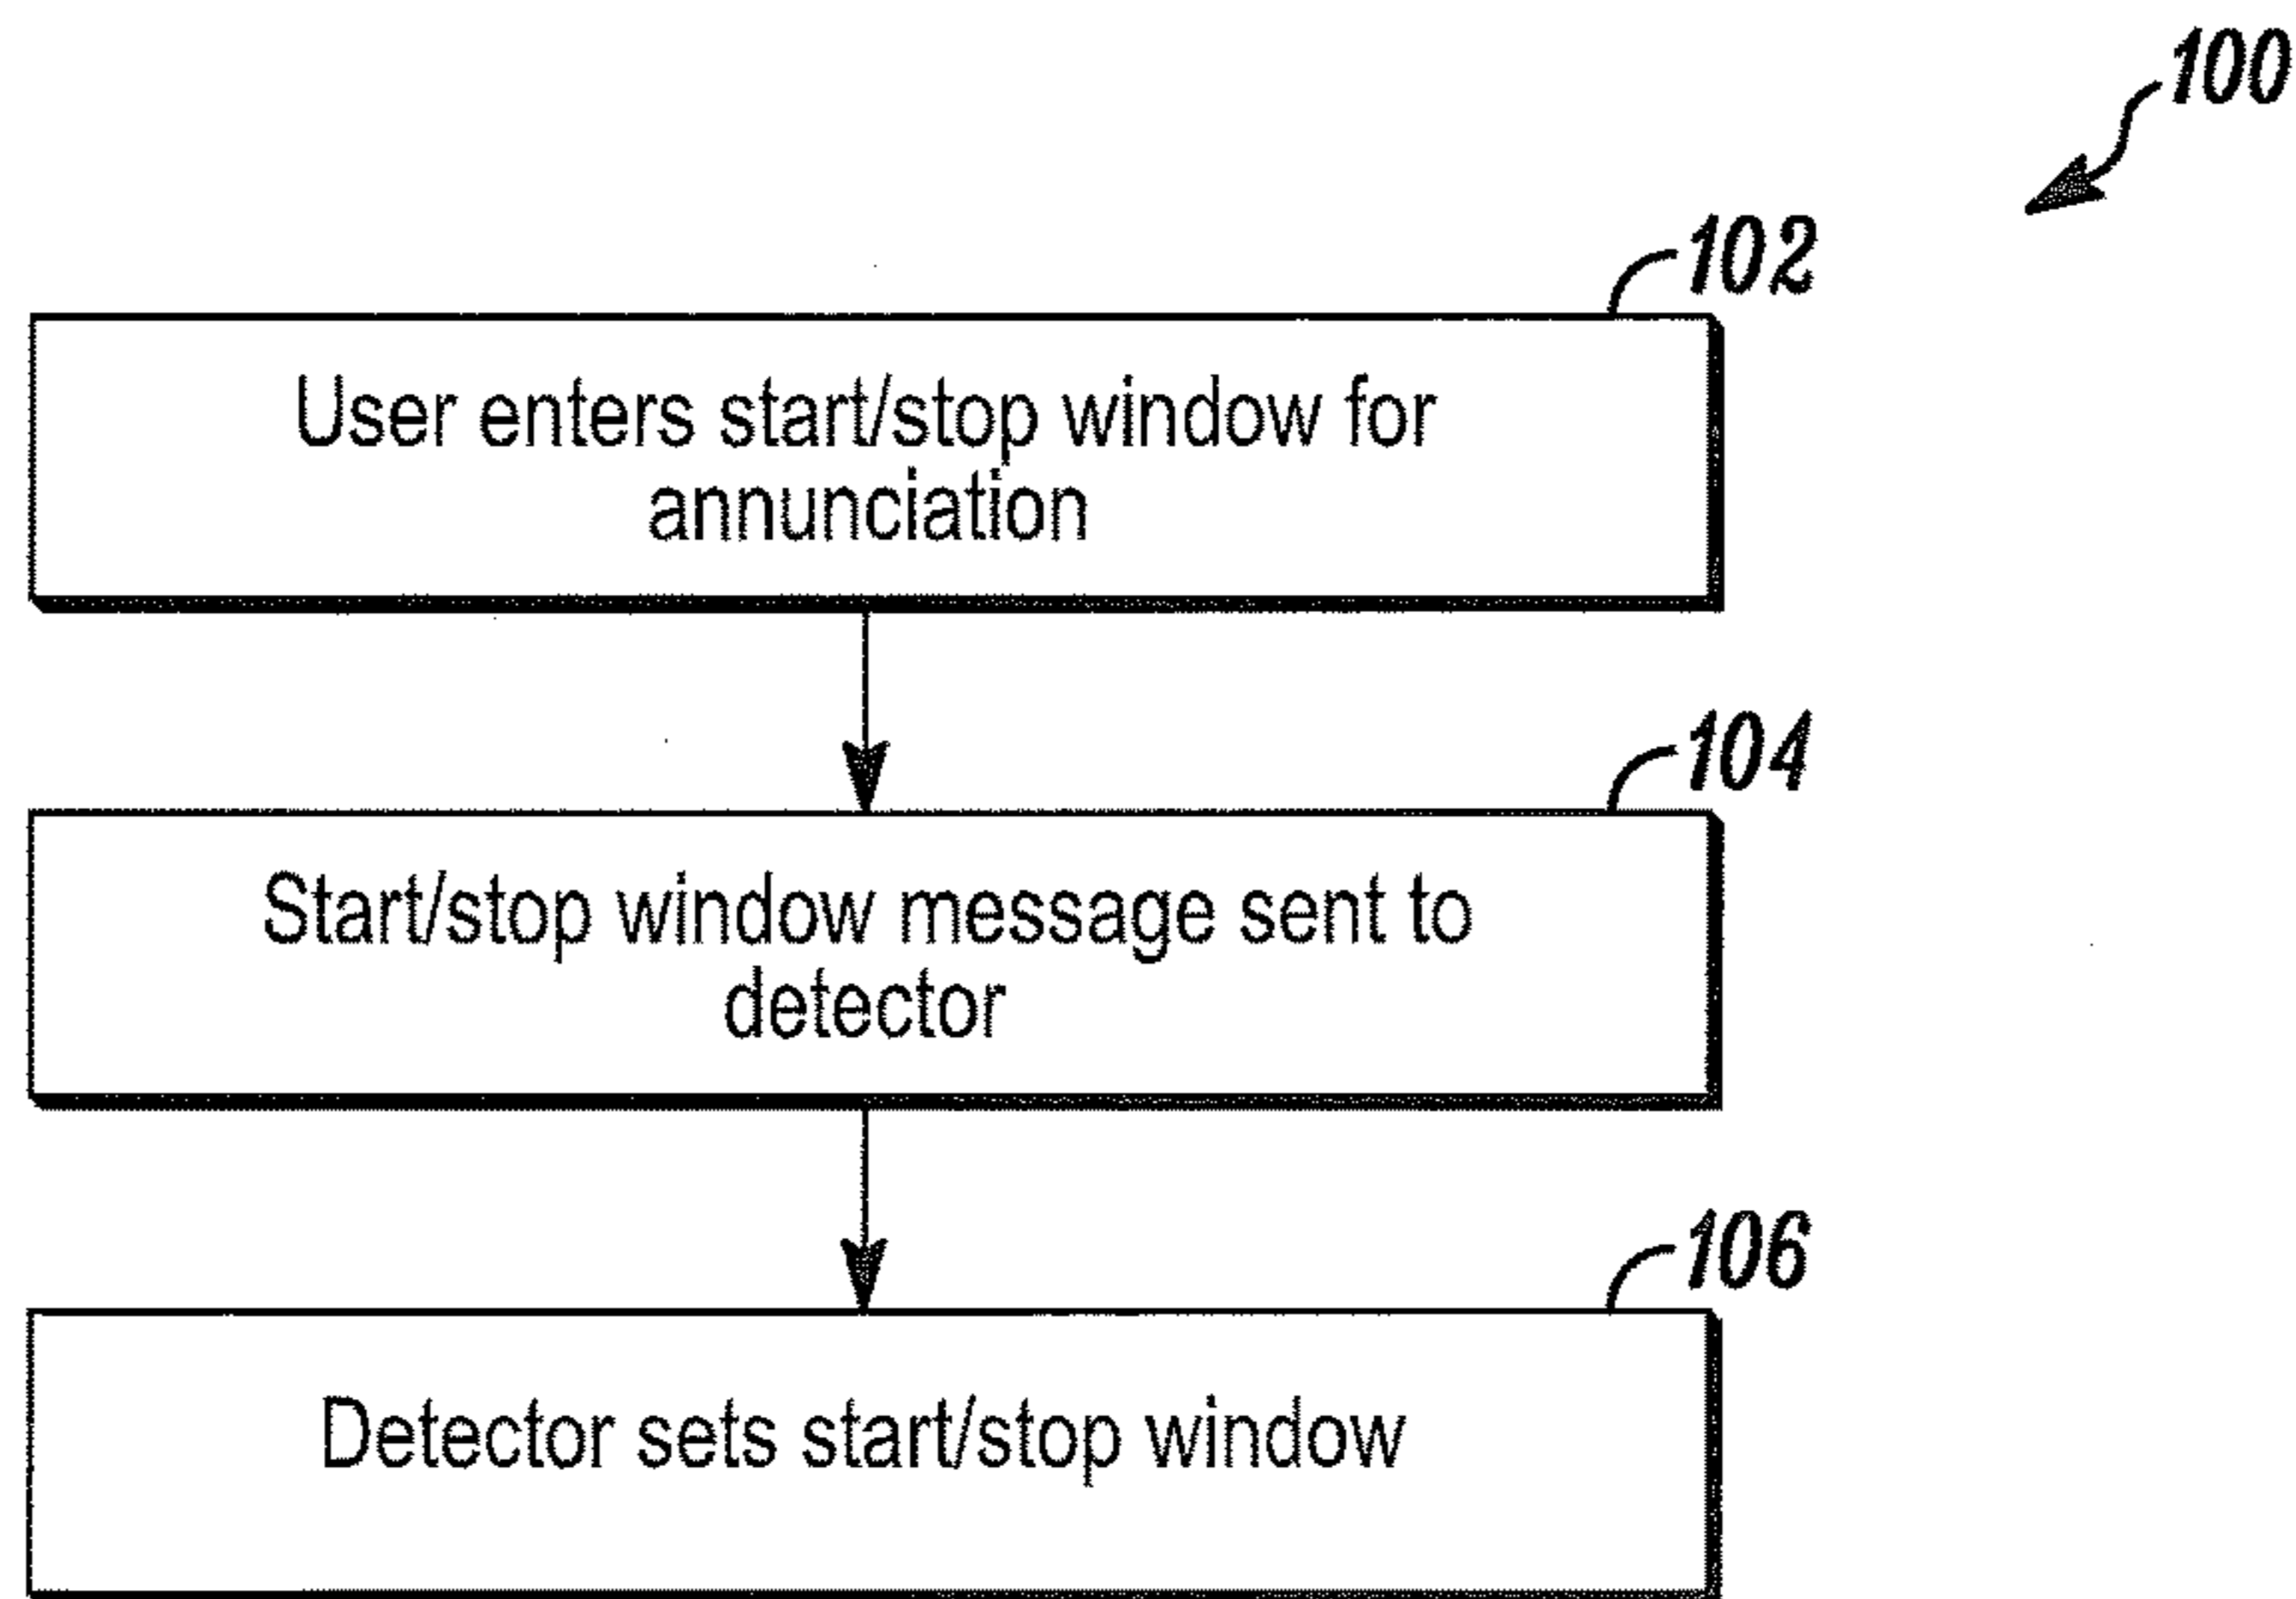 100
102
User enters start/stop window for
annunciation
104
Start/stop window message sent to
detector
106
Detector sets start/stop window